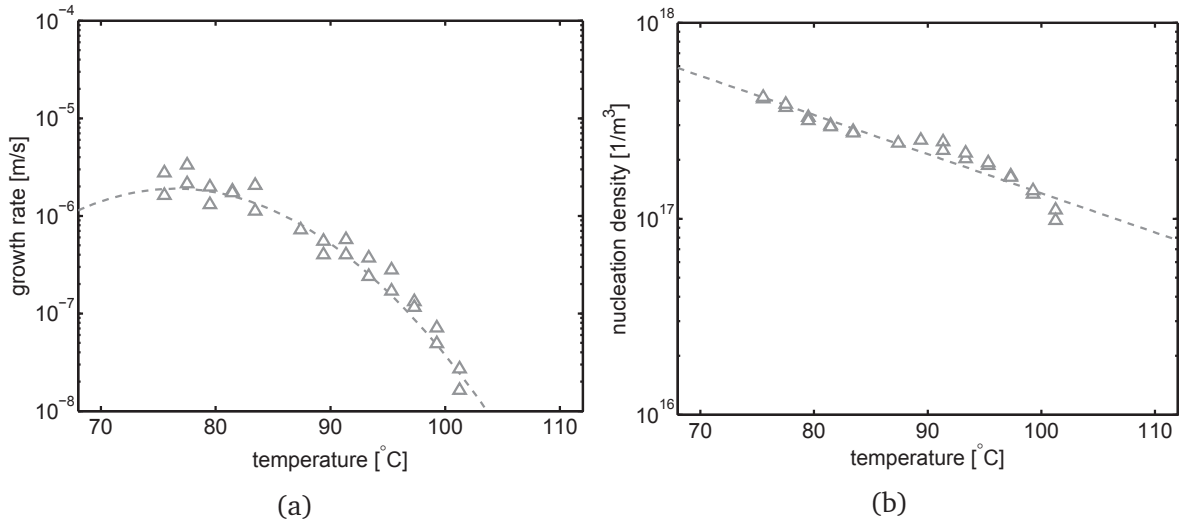 10⁻⁴
10⁻⁵
10⁻⁶
10⁻⁷
10⁻⁸
growth rate [m/s]
70 80 90 100 110
temperature [°C]
(a)
10¹⁸
10¹⁷
10¹⁶
nucleation density [1/m³]
70 80 90 100 110
temperature [°C]
(b)